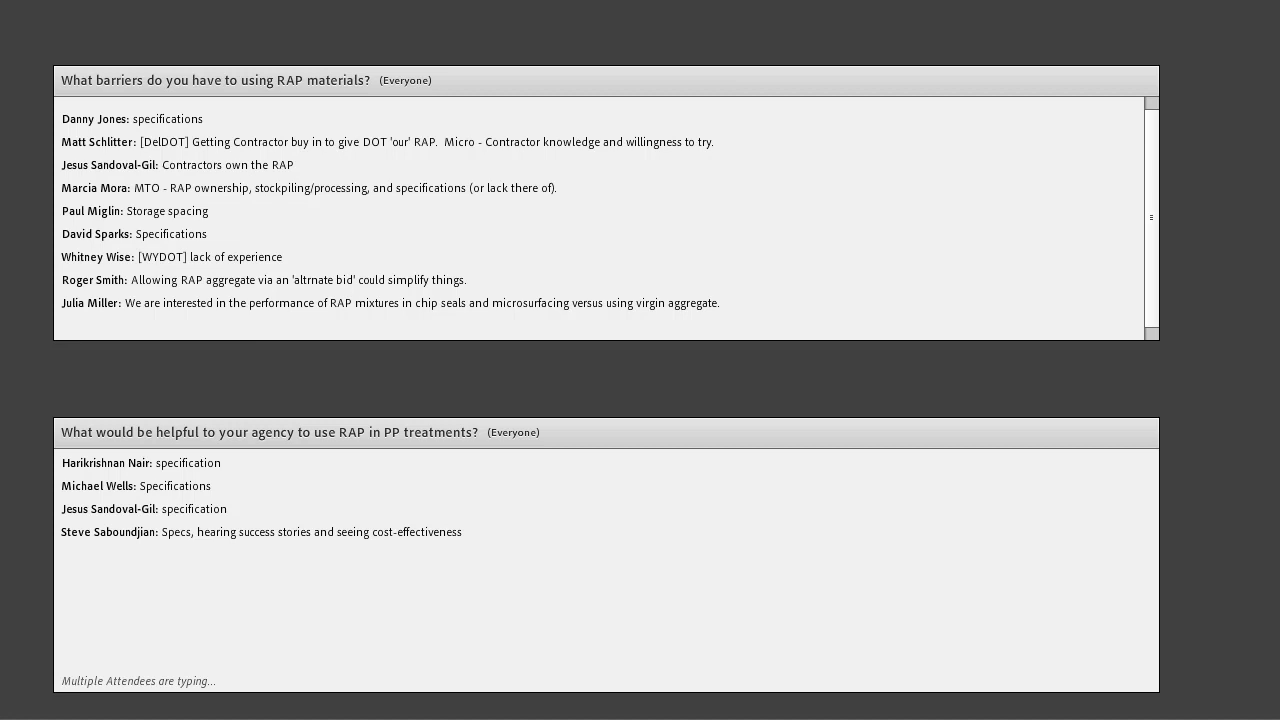 What barriers do you have to using RAP materials? (Everyone)
Danny Jones: specifications
Matt Schlitter: [DelDOT] Getting Contractor buy in to give DOT 'our' RAP.  Micro - Contractor knowledge and willingness to try.
Jesus Sandoval-Gil: Contractors own the RAP
Marcia Mora: MTO - RAP ownership, stockpiling/processing, and specifications (or lack there of).
Paul Miglin: Storage spacing
David Sparks: Specifications
Whitney Wise: [WYDOT] lack of experience
Roger Smith: Allowing RAP aggregate via an 'altrnate bid' could simplify things.
Julia Miller: We are interested in the performance of RAP mixtures in chip seals and microsurfacing versus using virgin aggregate.
What would be helpful to your agency to use RAP in PP treatments? (Everyone)
Harikrishnan Nair: specification
Michael Wells: Specifications
Jesus Sandoval-Gil: specification
Steve Saboundjian: Specs, hearing success stories and seeing cost-effectiveness
Multiple Attendees are typing...